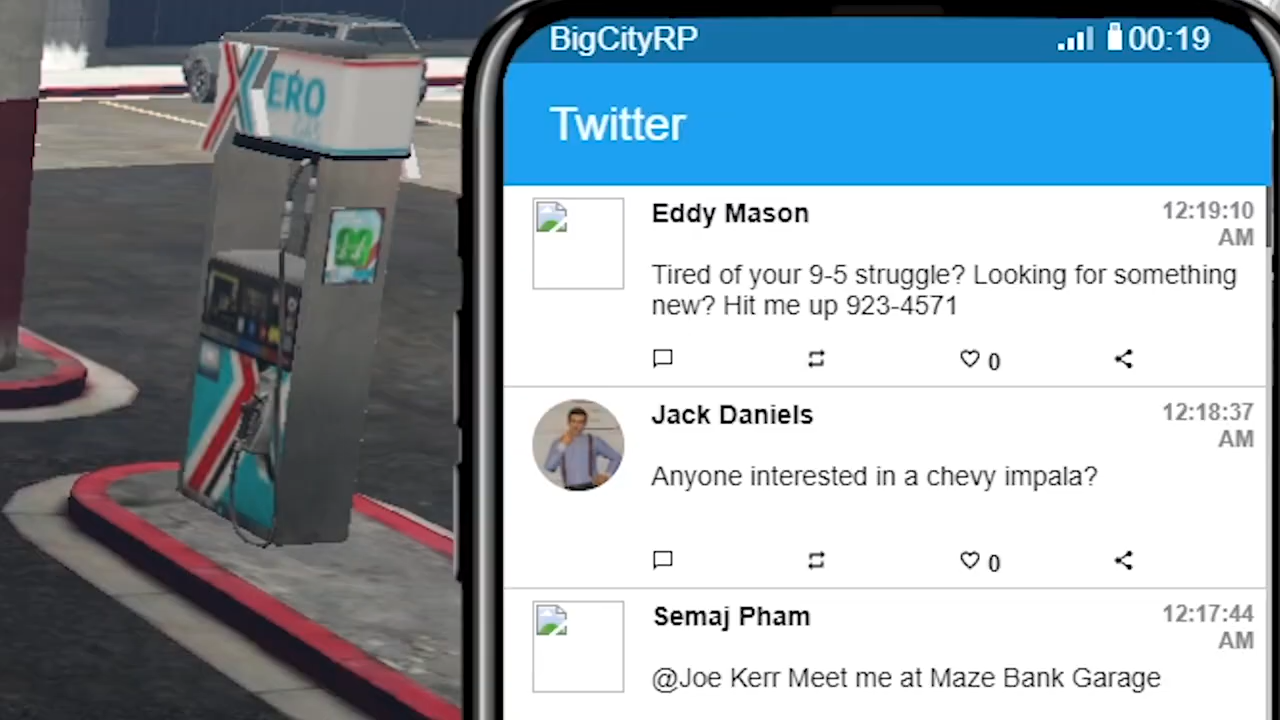 XERO
GAS
BigCityRP
00:19
Twitter
Eddy Mason
12:19:10
AM
Tired of your 9-5 struggle? Looking for something
new? Hit me up 923-4571
0
Jack Daniels
12:18:37
AM
Anyone interested in a chevy impala?
0
Semaj Pham
12:17:44
AM
@Joe Kerr Meet me at Maze Bank Garage